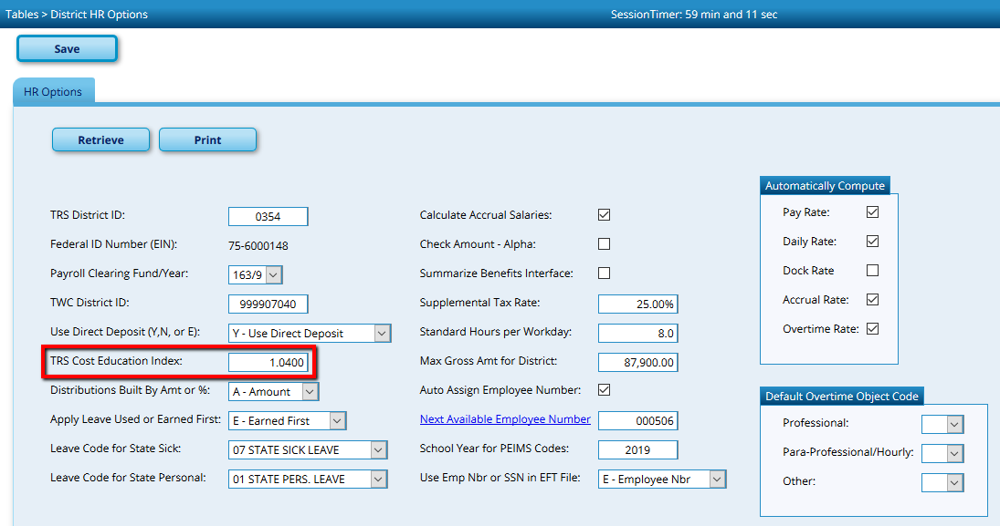 Tables > District HR Options
SessionTimer: 59 min and 11 sec
Save
HR Options
Retrieve
Print
TRS District ID: 0354
Federal ID Number (EIN): 75-6000148
Payroll Clearing Fund/Year: 163/9
TWC District ID: 999907040
Use Direct Deposit (Y,N, or E): Y - Use Direct Deposit
TRS Cost Education Index: 1.0400
Distributions Built By Amt or %: A - Amount
Apply Leave Used or Earned First: E - Earned First
Leave Code for State Sick: 07 STATE SICK LEAVE
Leave Code for State Personal: 01 STATE PERS. LEAVE
Calculate Accrual Salaries:
Check Amount - Alpha:
Summarize Benefits Interface:
Supplemental Tax Rate: 25.00%
Standard Hours per Workday: 8.0
Max Gross Amt for District: 87,900.00
Auto Assign Employee Number:
Next Available Employee Number 000506
School Year for PEIMS Codes: 2019
Use Emp Nbr or SSN in EFT File: E - Employee Nbr
Automatically Compute
Pay Rate:
Daily Rate:
Dock Rate
Accrual Rate:
Overtime Rate:
Default Overtime Object Code
Professional:
Para-Professional/Hourly:
Other: